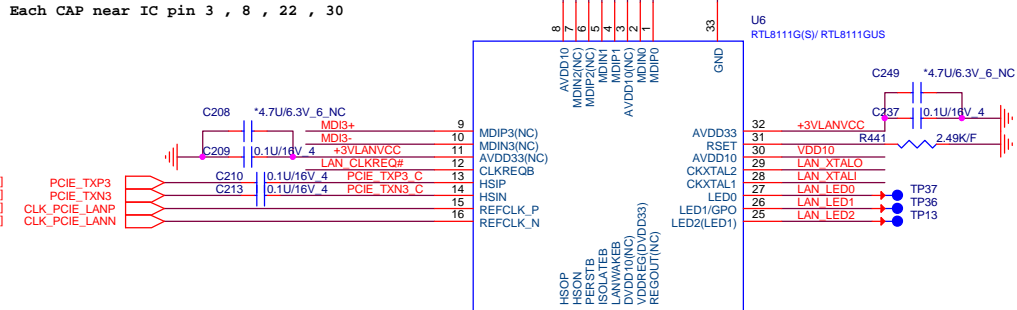 Each CAP near IC pin 3 , 8 , 22 , 30
U6
RTL8111G(S)/ RTL8111GUS
8
7
6
5
4
3
2
1
33
AVDD10
MDIN2(NC)
MDIP2(NC)
MDIN1
MDIP1
AVDD10(NC)
MDIN0
MDIP0
GND
C249 *4.7U/6.3V_6_NC
C208 *4.7U/6.3V_6_NC
C237 0.1U/16V_4
MDI3+ 9 MDIP3(NC)
MDI3- 10 MDIN3(NC)
C209 0.1U/16V_4 +3VLANVCC 11 AVDD33(NC)
LAN_CLKREQ# 12 CLKREQB
PCIE_TXP3 C210 0.1U/16V_4 PCIE_TXP3_C 13 HSIP
PCIE_TXN3 C213 0.1U/16V_4 PCIE_TXN3_C 14 HSIN
CLK_PCIE_LANP 15 REFCLK_P
CLK_PCIE_LANN 16 REFCLK_N
AVDD33 32 +3VLANVCC
RSET 31 R441 2.49K/F
AVDD10 30 VDD10
CKXTAL2 29 LAN_XTALO
CKXTAL1 28 LAN_XTALI
LED0 27 LAN_LED0 TP37
LED1/GPO 26 LAN_LED1 TP36
LED2(LED1) 25 LAN_LED2 TP13
HSOP
HSON
PERSTB
ISOLATEB
LANWAKEB
DVDD10(NC)
VDDREG(DVDD33)
REGOUT(NC)